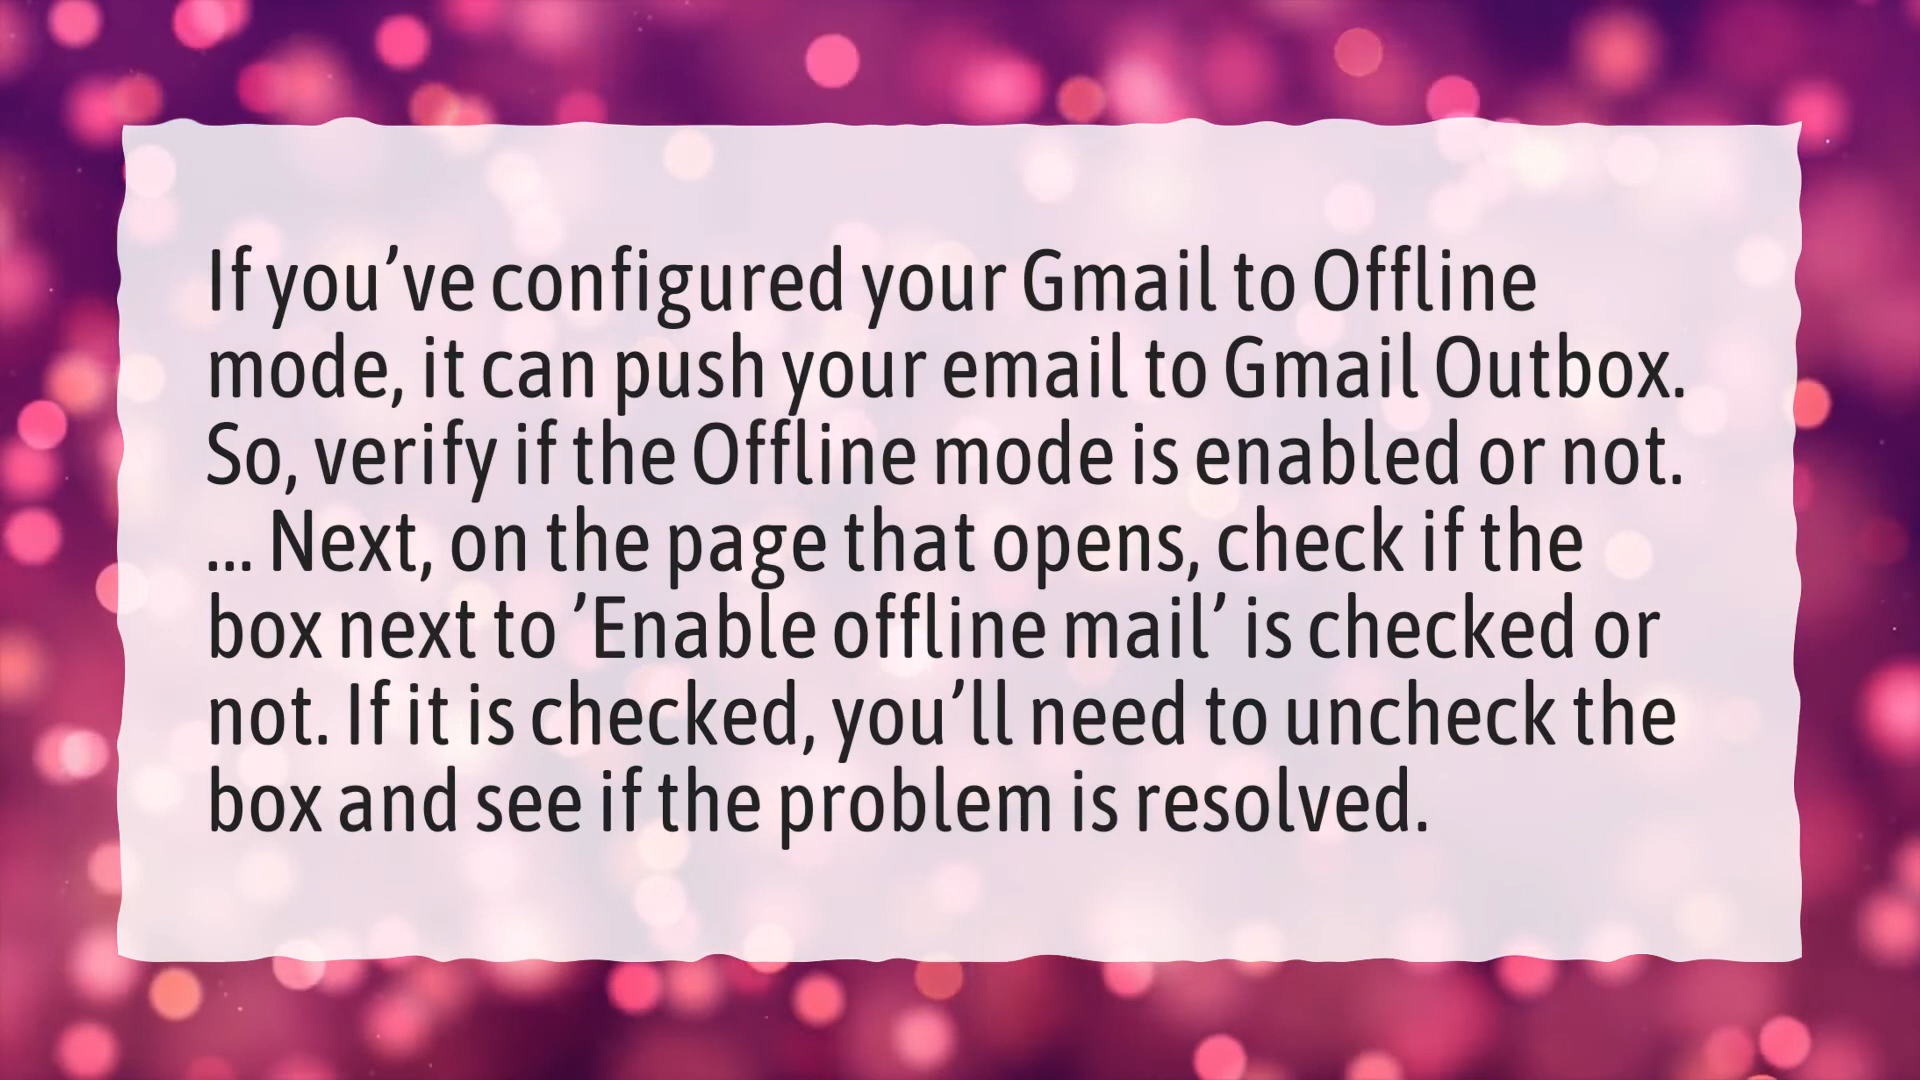 If you’ve configured your Gmail to Offline
mode, it can push your email to Gmail Outbox.
So, verify if the Offline mode is enabled or not.
... Next, on the page that opens, check if the
box next to ’Enable offline mail’ is checked or
not. If it is checked, you’ll need to uncheck the
box and see if the problem is resolved.